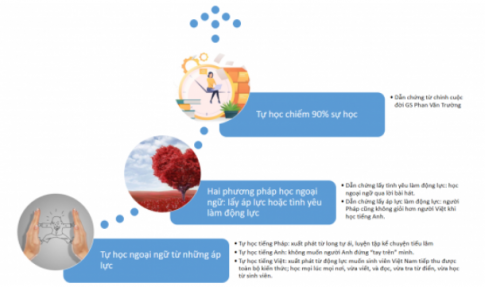 Tự học chiếm 90% sự học
• Dẫn chứng từ chính cuộc
đời GS Phan Văn Trường
Hai phương pháp học ngoại
ngữ: lấy áp lực hoặc tình yêu
làm động lực
• Dẫn chứng lấy tình yêu làm động lực: học
ngoại ngữ qua lời bài hát.
• Dẫn chứng lấy áp lực làm động lực: người
Pháp cũng không giỏi hơn người Việt khi
học tiếng Anh.
Tự học ngoại ngữ từ những áp
lực
• Tự học tiếng Pháp: xuất phát từ lòng tự ái, luyện tập kể chuyện tiếu lâm
• Tự học tiếng Anh: không muốn người Anh đứng "tay trên" mình.
• Tự học tiếng Việt: xuất phát từ động lực muốn sinh viên Việt Nam tiếp thu được
toàn bộ kiến thức; học mọi lúc mọi nơi, vừa viết, và đọc, vừa tra từ điển, vừa học
từ sinh viên.